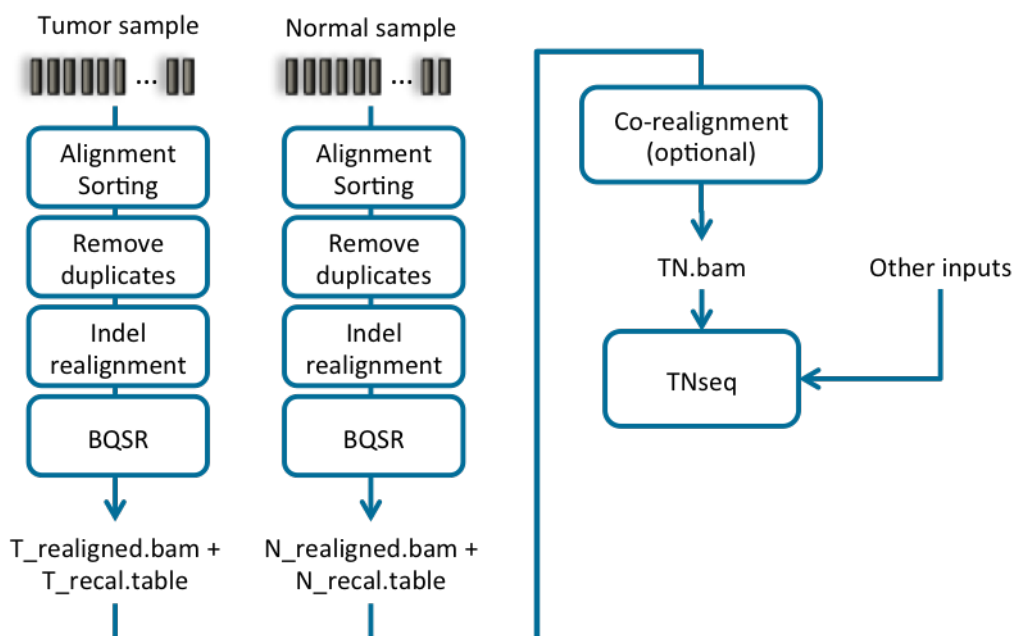 Tumor sample
...
Alignment
Sorting
Remove
duplicates
Indel
realignment
BQSR
T_realigned.bam +
T_recal.table
Normal sample
...
Alignment
Sorting
Remove
duplicates
Indel
realignment
BQSR
N_realigned.bam +
N_recal.table
Co-realignment
(optional)
TN.bam
Other inputs
TNseq